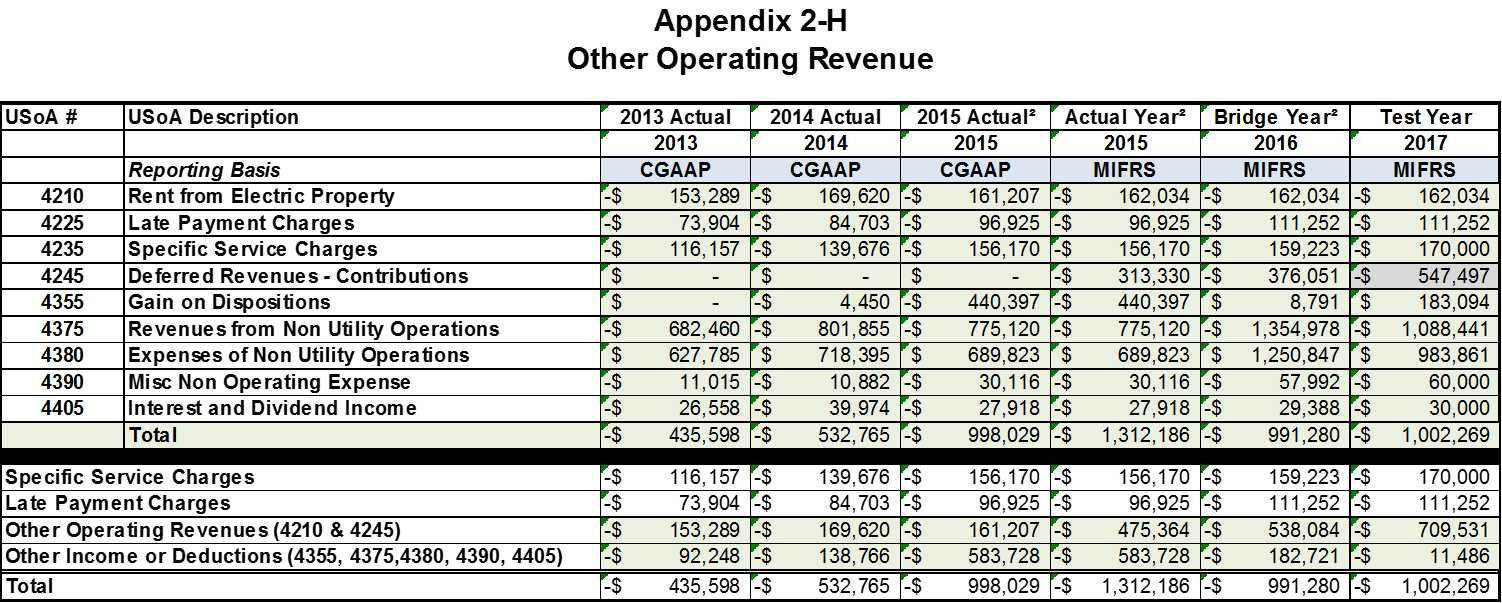 Appendix 2-H
Other Operating Revenue
USoA # USoA Description 2013 Actual 2014 Actual 2015 Actual² Actual Year² Bridge Year² Test Year
2013 2014 2015 2015 2016 2017
Reporting Basis CGAAP CGAAP CGAAP MIFRS MIFRS MIFRS
4210 Rent from Electric Property -$ 153,289 -$ 169,620 -$ 161,207 -$ 162,034 -$ 162,034 -$ 162,034
4225 Late Payment Charges -$ 73,904 -$ 84,703 -$ 96,925 -$ 96,925 -$ 111,252 -$ 111,252
4235 Specific Service Charges -$ 116,157 -$ 139,676 -$ 156,170 -$ 156,170 -$ 159,223 -$ 170,000
4245 Deferred Revenues - Contributions $ - $ - $ - -$ 313,330 -$ 376,051 -$ 547,497
4355 Gain on Dispositions $ - -$ 4,450 -$ 440,397 -$ 440,397 $ 8,791 $ 183,094
4375 Revenues from Non Utility Operations -$ 682,460 -$ 801,855 -$ 775,120 -$ 775,120 -$ 1,354,978 -$ 1,088,441
4380 Expenses of Non Utility Operations $ 627,785 $ 718,395 $ 689,823 $ 689,823 $ 1,250,847 $ 983,861
4390 Misc Non Operating Expense -$ 11,015 -$ 10,882 -$ 30,116 -$ 30,116 -$ 57,992 -$ 60,000
4405 Interest and Dividend Income -$ 26,558 -$ 39,974 -$ 27,918 -$ 27,918 -$ 29,388 -$ 30,000
Total -$ 435,598 -$ 532,765 -$ 998,029 -$ 1,312,186 -$ 991,280 -$ 1,002,269
Specific Service Charges -$ 116,157 -$ 139,676 -$ 156,170 -$ 156,170 -$ 159,223 -$ 170,000
Late Payment Charges -$ 73,904 -$ 84,703 -$ 96,925 -$ 96,925 -$ 111,252 -$ 111,252
Other Operating Revenues (4210 & 4245) -$ 153,289 -$ 169,620 -$ 161,207 -$ 475,364 -$ 538,084 -$ 709,531
Other Income or Deductions (4355, 4375,4380, 4390, 4405) -$ 92,248 -$ 138,766 -$ 583,728 -$ 583,728 -$ 182,721 -$ 11,486
Total -$ 435,598 -$ 532,765 -$ 998,029 -$ 1,312,186 -$ 991,280 -$ 1,002,269